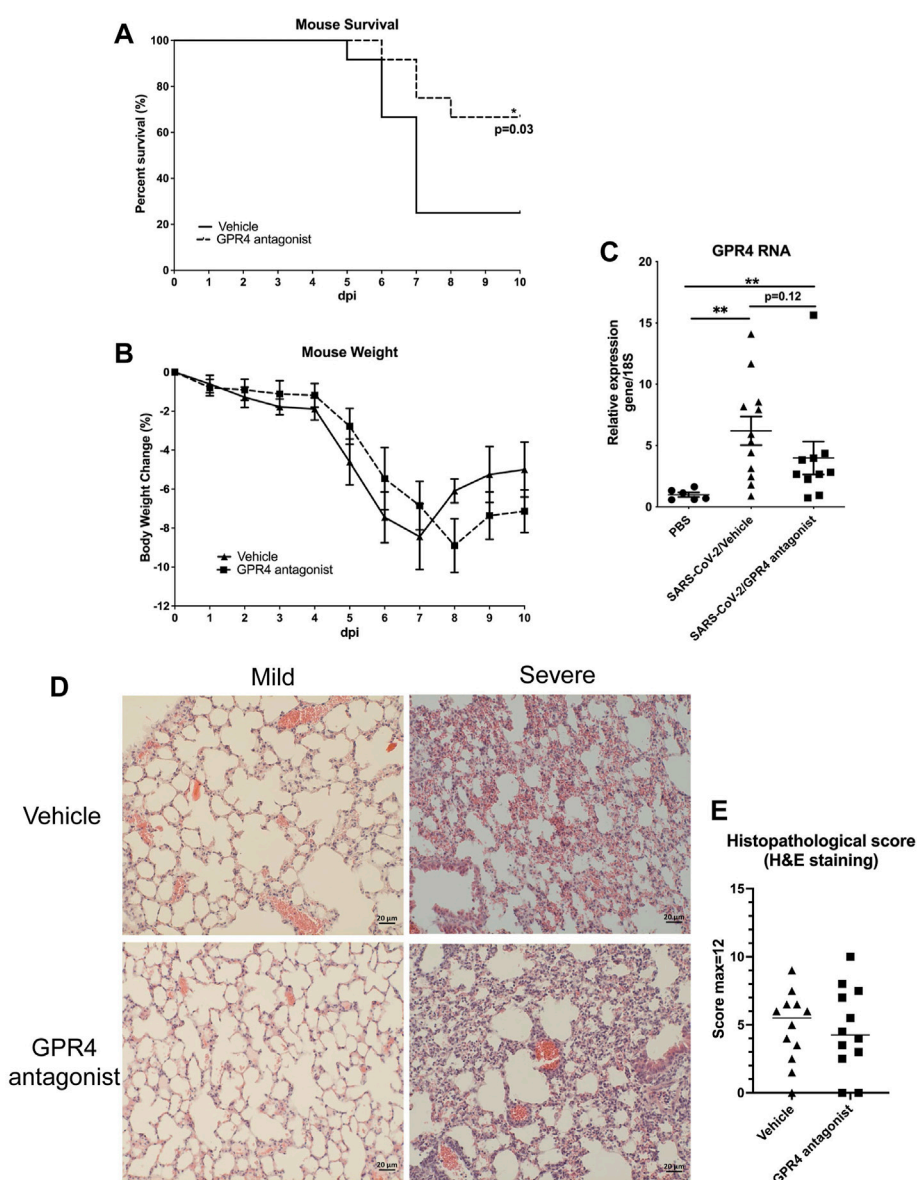 A
Mouse Survival
Percent survival (%)
100
80
60
40
20
0
*
p=0.03
Vehicle
GPR4 antagonist
0 1 2 3 4 5 6 7 8 9 10
dpi
B
Mouse Weight
Body Weight Change (%)
0
-2
-4
-6
-8
-10
-12
Vehicle
GPR4 antagonist
0 1 2 3 4 5 6 7 8 9 10
dpi
C
GPR4 RNA
Relative expression
gene/18S
20
15
10
5
0
**
p=0.12
**
PBS
SARS-CoV-2/Vehicle
SARS-CoV-2/GPR4 antagonist
D
Mild Severe
Vehicle
20 µm
20 µm
GPR4
antagonist
20 µm
20 µm
E
Histopathological score
(H&E staining)
Score max=12
15
10
5
0
Vehicle
GPR4 antagonist